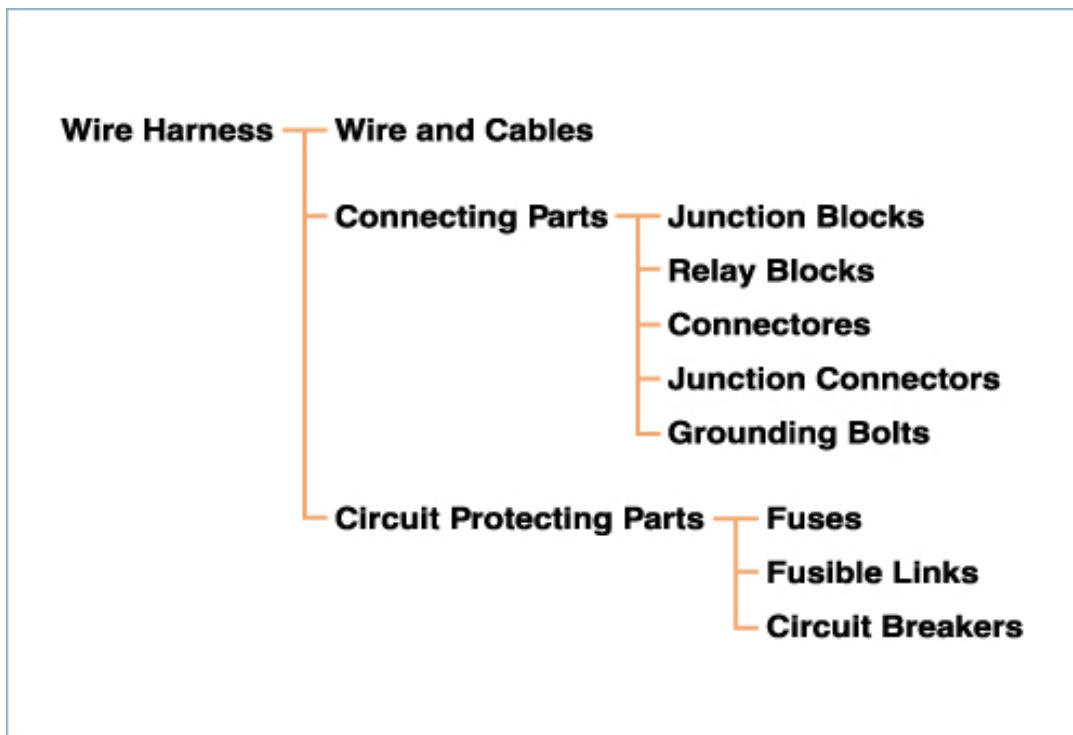 Wire Harness Wire and Cables
Connecting Parts Junction Blocks
Relay Blocks
Connectores
Junction Connectors
Grounding Bolts
Circuit Protecting Parts Fuses
Fusible Links
Circuit Breakers